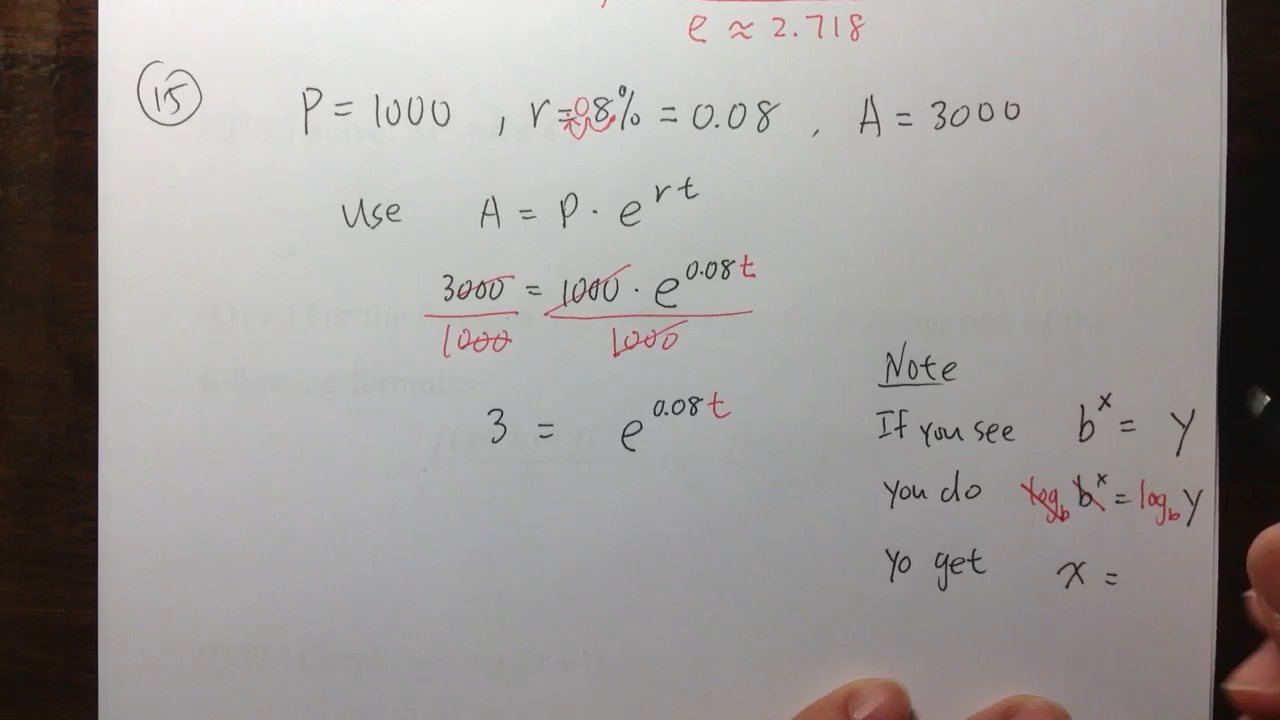 e ≈ 2.718
15 P = 1000 , r = 08% = 0.08 , A = 3000
Use A = P · e^rt
3000 = 1000 · e^0.08t
1000 1000
3 = e^0.08t
Note
If you see b^x = y
You do log_b b^x = log_b y
Yo get x =